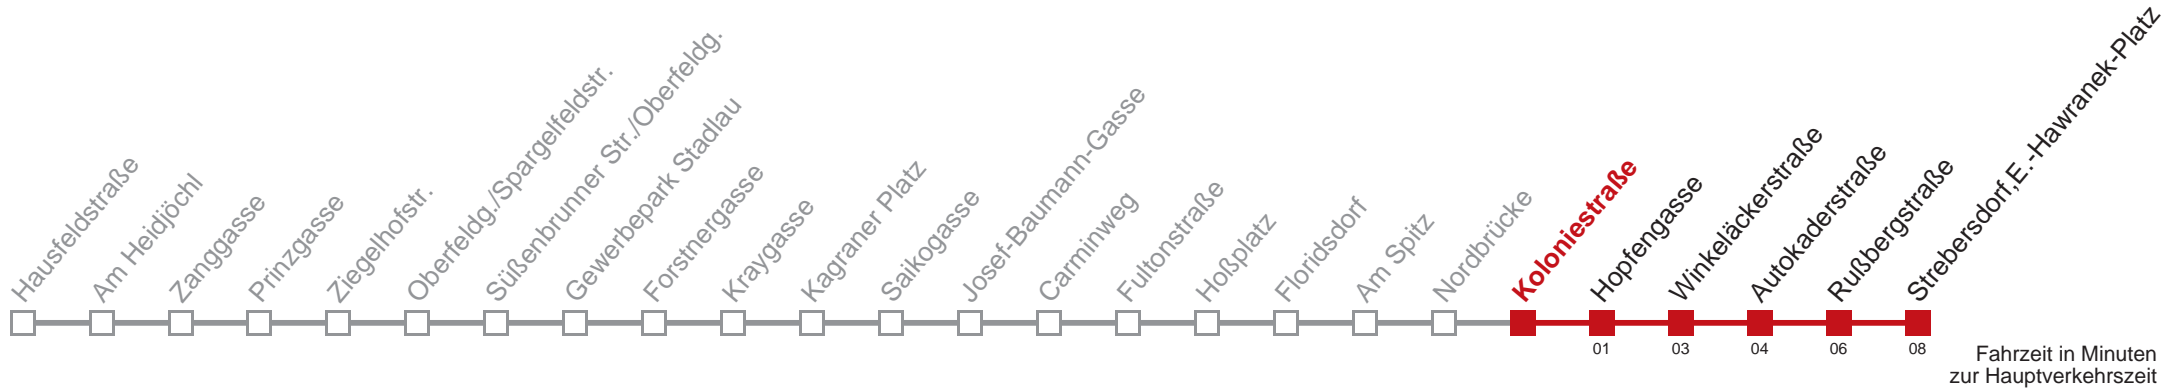 Hausfeldstraße
Am Heidjöchl
Zanggasse
Prinzgasse
Ziegelhofstr.
Oberfeldg./Spargelfeldstr.
Süßenbrunner Str./Oberfeldg.
Gewerbepark Stadlau
Forstnergasse
Kraygasse
Kagraner Platz
Saikogasse
Josef-Baumann-Gasse
Carminweg
Fultonstraße
Hoßplatz
Floridsdorf
Am Spitz
Nordbrücke
Koloniestraße
Hopfengasse
Winkeläckerstraße
Autokaderstraße
Rußbergstraße
Strebersdorf,E.-Hawranek-Platz
01 03 04 06 08
Fahrzeit in Minuten
zur Hauptverkehrszeit